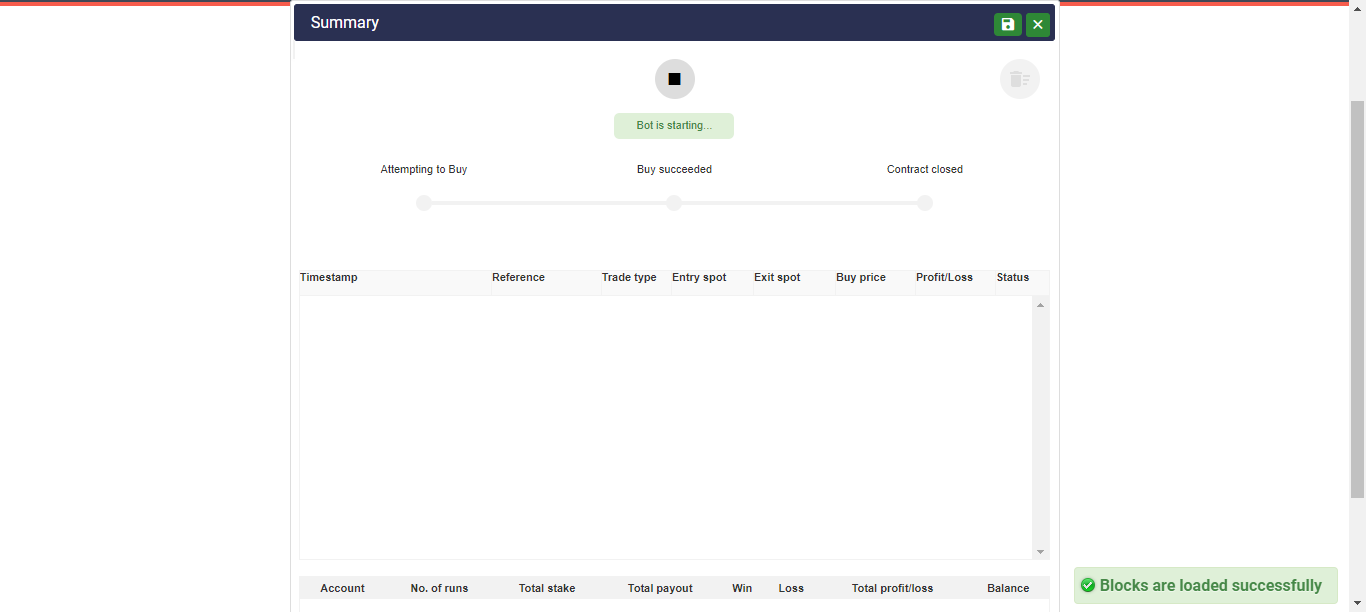 Summary
Bot is starting...
Attempting to Buy Buy succeeded Contract closed
Timestamp Reference Trade type Entry spot Exit spot Buy price Profit/Loss Status
Account No. of runs Total stake Total payout Win Loss Total profit/loss Balance
Blocks are loaded successfully